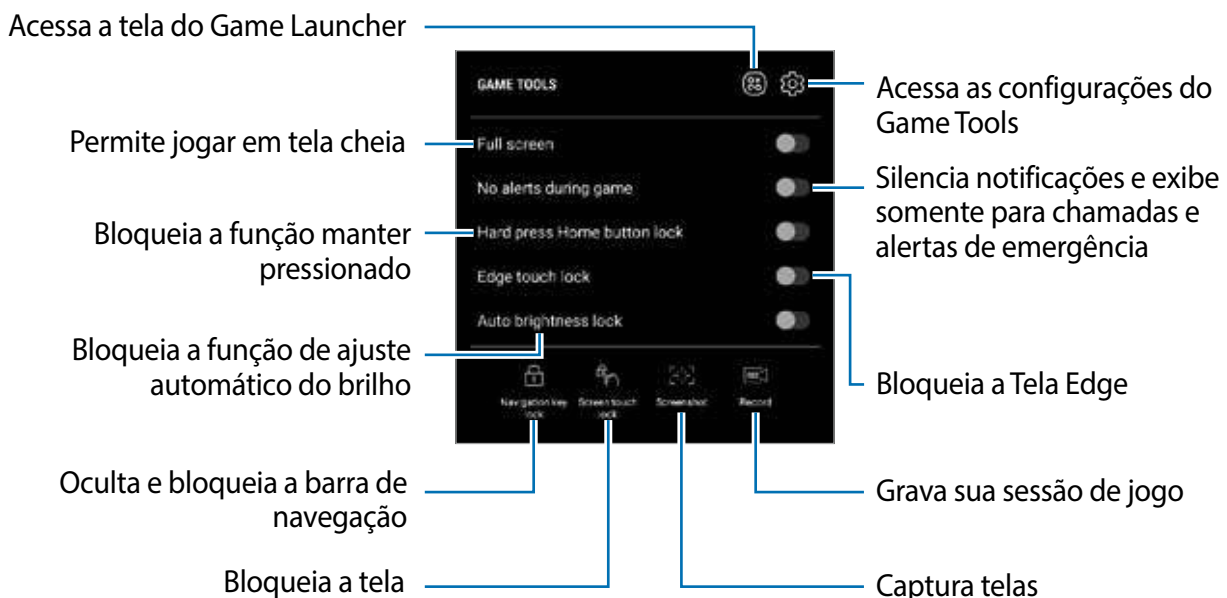 Acessa a tela do Game Launcher
GAME TOOLS
Acessa as configurações do
Game Tools
Permite jogar em tela cheia
Full screen
No alerts during game
Silencia notificações e exibe
somente para chamadas e
alertas de emergência
Bloqueia a função manter
pressionado
Hard press Home button lock
Edge touch lock
Auto brightness lock
Bloqueia a função de ajuste
automático do brilho
Bloqueia a Tela Edge
Navigation key
lock
Screen touch
lock
Screenshot
Record
Oculta e bloqueia a barra de
navegação
Grava sua sessão de jogo
Bloqueia a tela
Captura telas